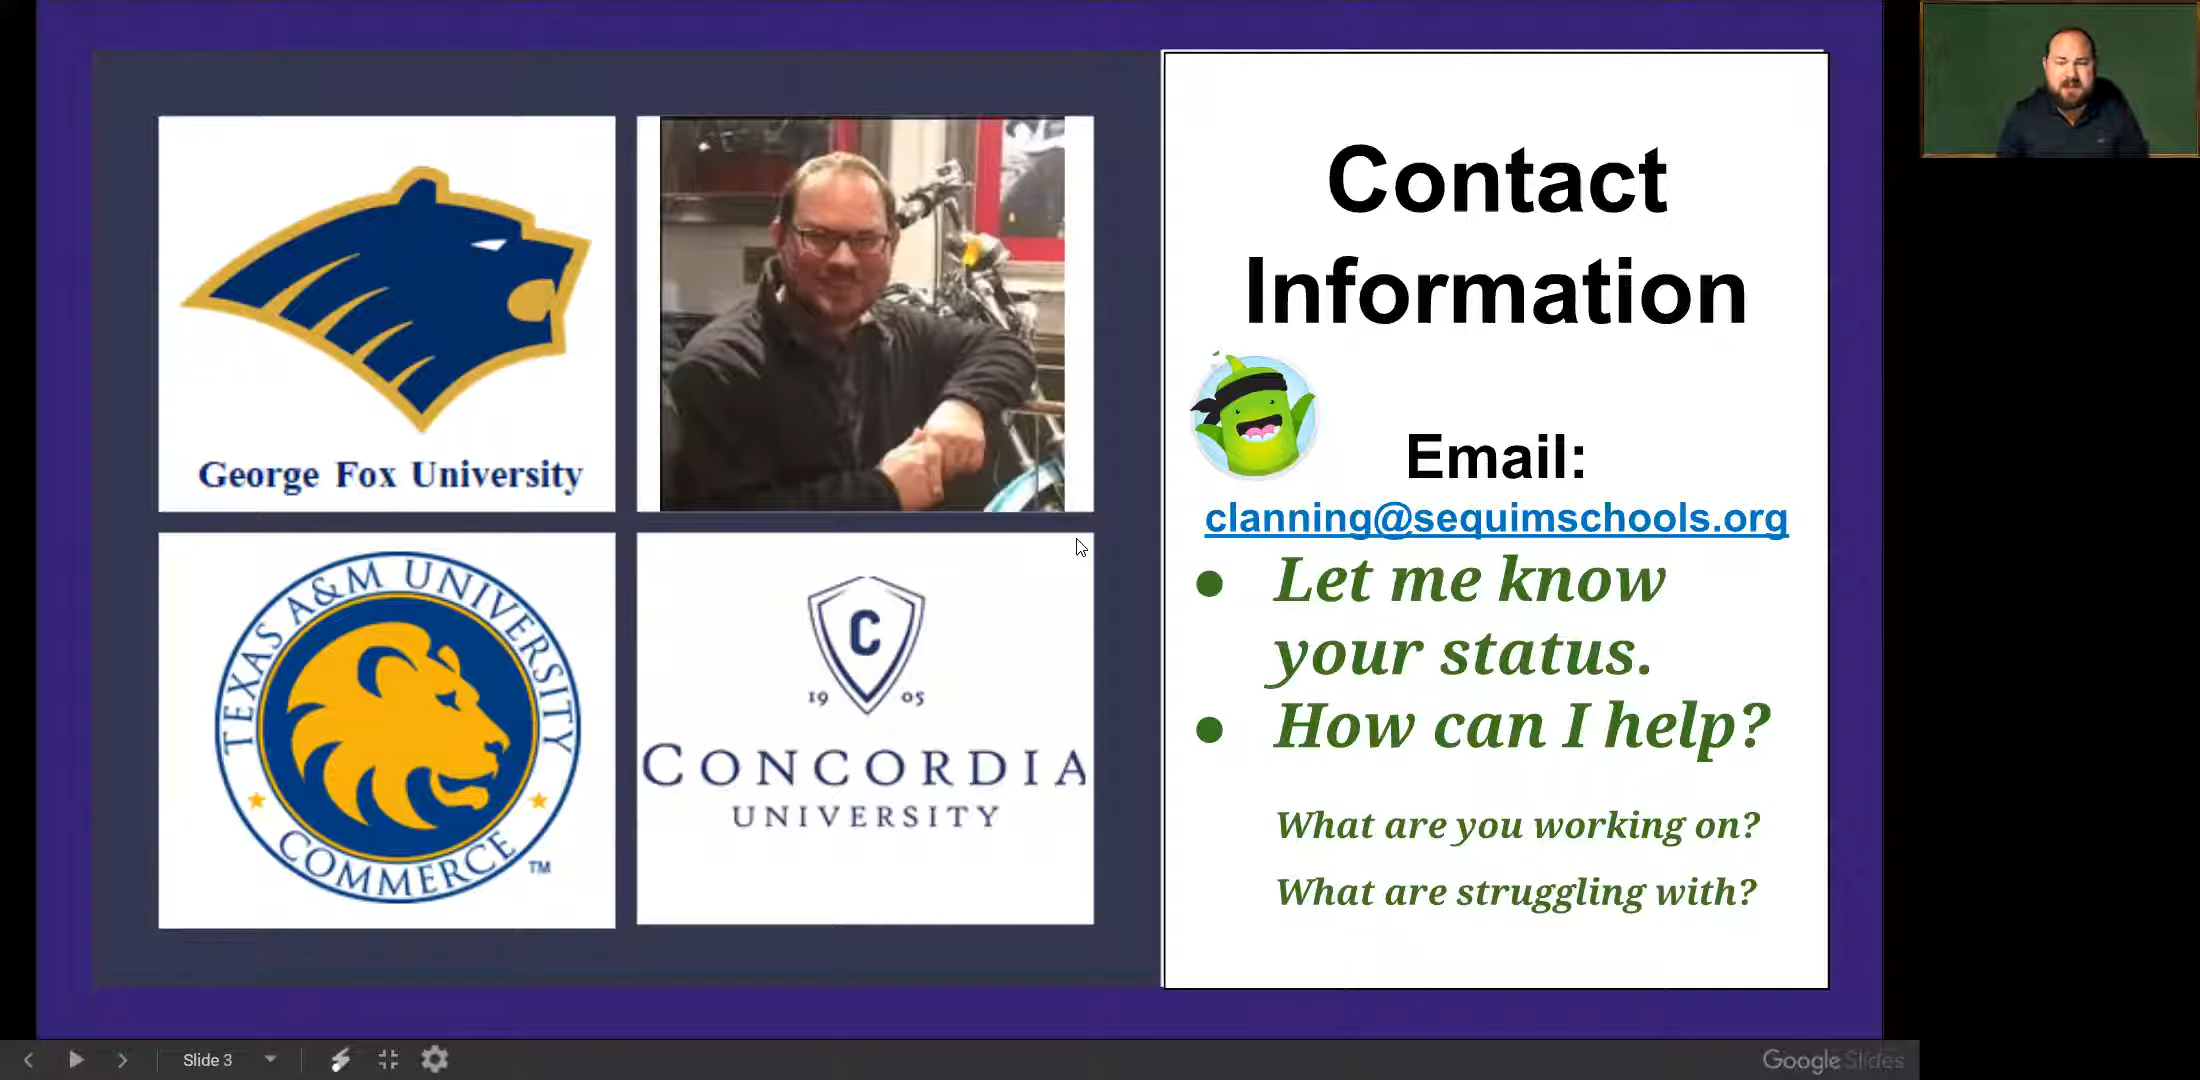 George Fox University
TEXAS A&M UNIVERSITY
COMMERCE
TM
C
19 05
CONCORDIA
UNIVERSITY
Contact
Information
Email:
clanning@sequimschools.org
● Let me know
your status.
● How can I help?
What are you working on?
What are struggling with?
Slide 3
Google Slides